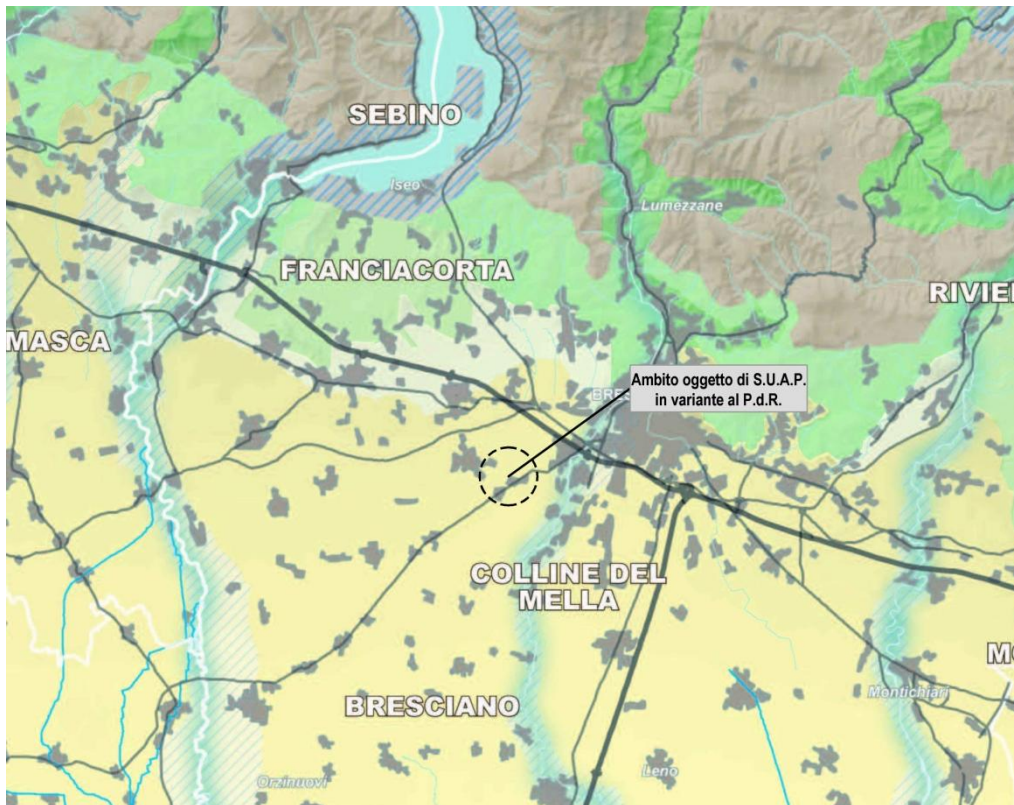 SEBINO
Iseo
Lumezzane
FRANCIACORTA
RIVIE
MASCA
Ambito oggetto di S.U.A.P.
in variante al P.d.R.
BRES
COLLINE DEL
MELLA
BRESCIANO
Montichiari
Leno
Orzinuovi